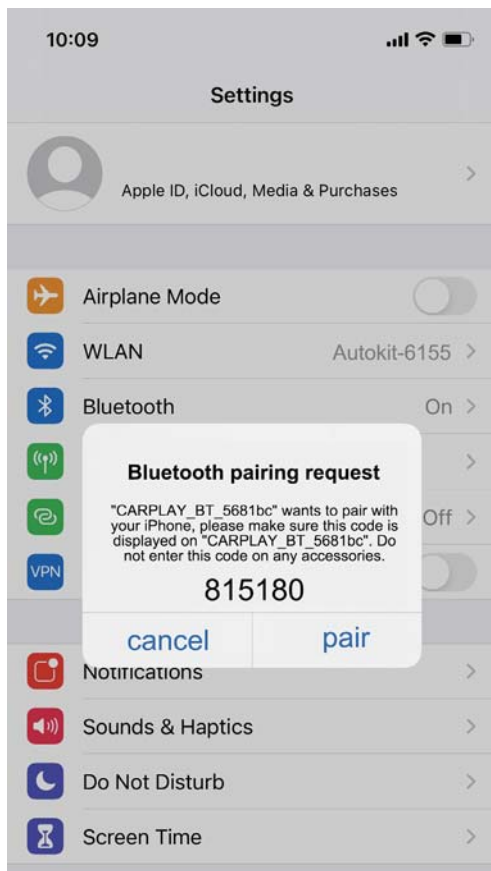 10:09
Settings
Apple ID, iCloud, Media & Purchases
Airplane Mode
WLAN Autokit-6155
Bluetooth On
Bluetooth pairing request
"CARPLAY_BT_5681bc" wants to pair with
your iPhone, please make sure this code is
displayed on "CARPLAY_BT_5681bc". Do
not enter this code on any accessories.
Off
VPN
815180
cancel pair
Notifications
Sounds & Haptics
Do Not Disturb
Screen Time